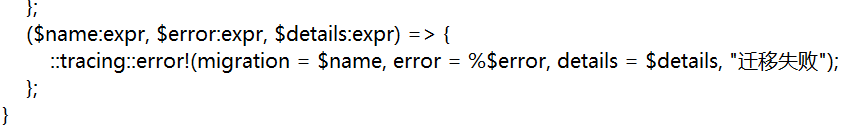 };
($name:expr, $error:expr, $details:expr) => {
::tracing::error!(migration = $name, error = %$error, details = $details, "迁移失败");
};
}